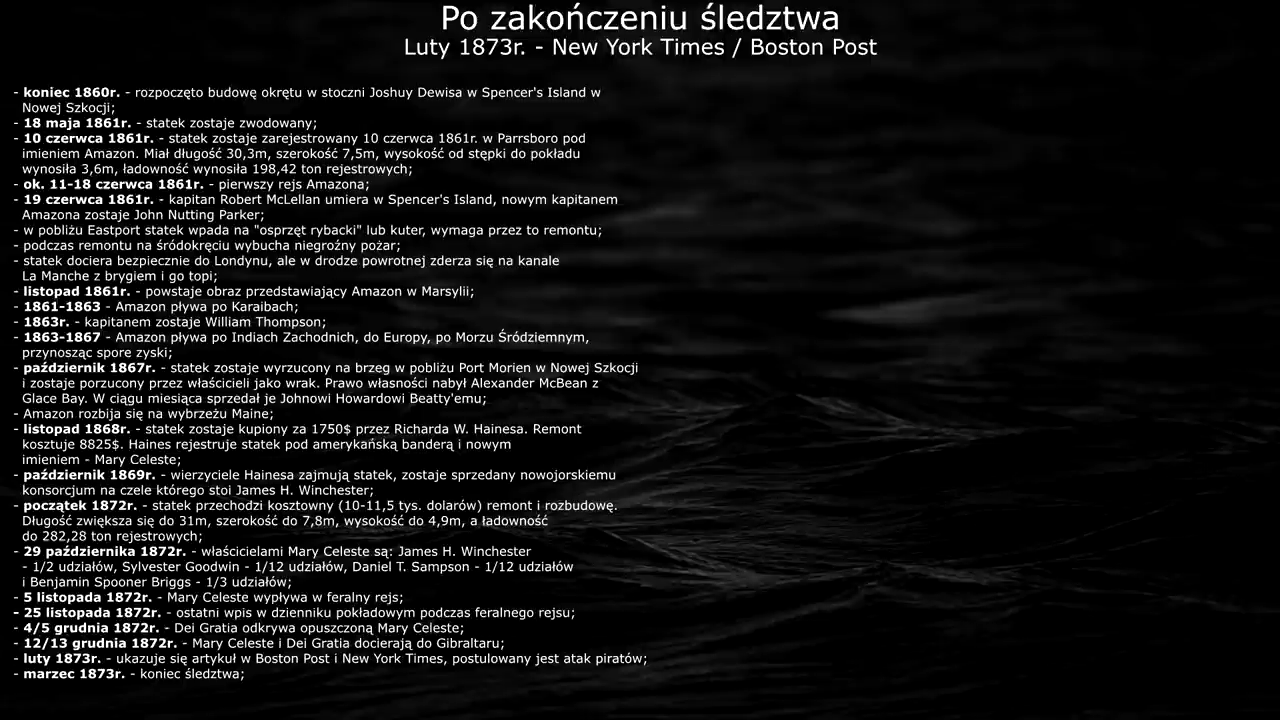 Po zakończeniu śledztwa
Luty 1873r. - New York Times / Boston Post
- koniec 1860r. - rozpoczęto budowę okrętu w stoczni Joshuy Dewisa w Spencer's Island w
Nowej Szkocji;
- 18 maja 1861r. - statek zostaje zwodowany;
- 10 czerwca 1861r. - statek zostaje zarejestrowany 10 czerwca 1861r. w Parrsboro pod
imieniem Amazon. Miał długość 30,3m, szerokość 7,5m, wysokość od stępki do pokładu
wynosiła 3,6m, ładowność wynosiła 198,42 ton rejestrowych;
- ok. 11-18 czerwca 1861r. - pierwszy rejs Amazona;
- 19 czerwca 1861r. - kapitan Robert McLellan umiera w Spencer's Island, nowym kapitanem
Amazona zostaje John Nutting Parker;
- w pobliżu Eastport statek wpada na "osprzęt rybacki" lub kuter, wymaga przez to remontu;
- podczas remontu na śródokręciu wybucha niegroźny pożar;
- statek dociera bezpiecznie do Londynu, ale w drodze powrotnej zderza się na kanale
La Manche z brygiem i go topi;
- listopad 1861r. - powstaje obraz przedstawiający Amazon w Marsylii;
- 1861-1863 - Amazon pływa po Karaibach;
- 1863r. - kapitanem zostaje William Thompson;
- 1863-1867 - Amazon pływa po Indiach Zachodnich, do Europy, po Morzu Śródziemnym,
przynosząc spore zyski;
- październik 1867r. - statek zostaje wyrzucony na brzeg w pobliżu Port Morien w Nowej Szkocji
i zostaje porzucony przez właścicieli jako wrak. Prawo własności nabył Alexander McBean z
Glace Bay. W ciągu miesiąca sprzedał je Johnowi Howardowi Beatty'emu;
- Amazon rozbija się na wybrzeżu Maine;
- listopad 1868r. - statek zostaje kupiony za 1750$ przez Richarda W. Hainesa. Remont
kosztuje 8825$. Haines rejestruje statek pod amerykańską banderą i nowym
imieniem - Mary Celeste;
- październik 1869r. - wierzyciele Hainesa zajmują statek, zostaje sprzedany nowojorskiemu
konsorcjum na czele którego stoi James H. Winchester;
- początek 1872r. - statek przechodzi kosztowny (10-11,5 tys. dolarów) remont i rozbudowę.
Długość zwiększa się do 31m, szerokość do 7,8m, wysokość do 4,9m, a ładowność
do 282,28 ton rejestrowych;
- 29 października 1872r. - właścicielami Mary Celeste są: James H. Winchester
- 1/2 udziałów, Sylvester Goodwin - 1/12 udziałów, Daniel T. Sampson - 1/12 udziałów
i Benjamin Spooner Briggs - 1/3 udziałów;
- 5 listopada 1872r. - Mary Celeste wypływa w feralny rejs;
- 25 listopada 1872r. - ostatni wpis w dzienniku pokładowym podczas feralnego rejsu;
- 4/5 grudnia 1872r. - Dei Gratia odkrywa opuszczoną Mary Celeste;
- 12/13 grudnia 1872r. - Mary Celeste i Dei Gratia docierają do Gibraltaru;
- luty 1873r. - ukazuje się artykuł w Boston Post i New York Times, postulowany jest atak piratów;
- marzec 1873r. - koniec śledztwa;